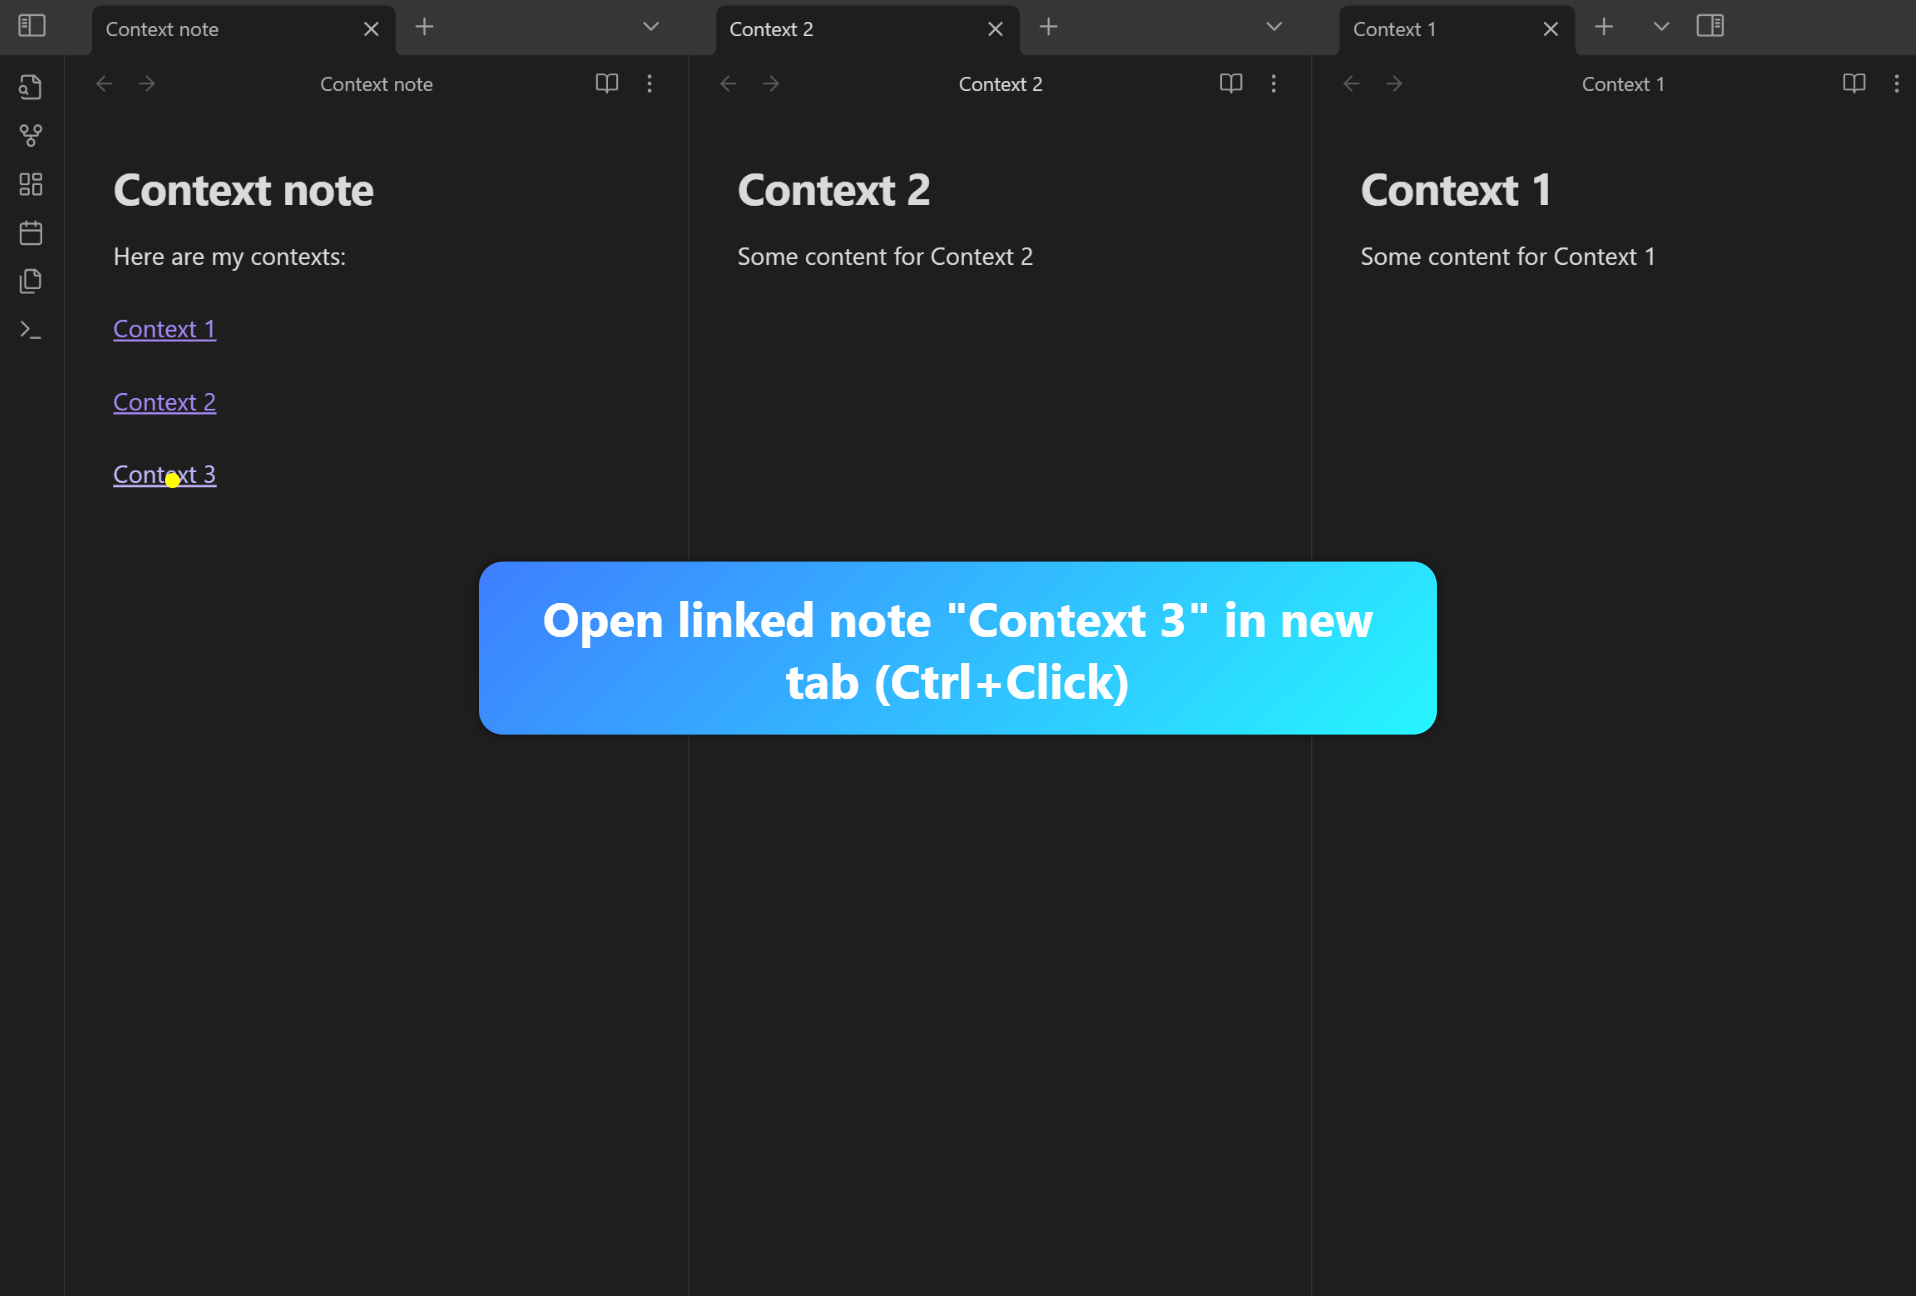 Context note
Context 2
Context 1
Context note
Context 2
Context 1
Context note
Here are my contexts:
Context 1
Context 2
Context 3
Context 2
Some content for Context 2
Context 1
Some content for Context 1
Open linked note "Context 3" in new
tab (Ctrl+Click)